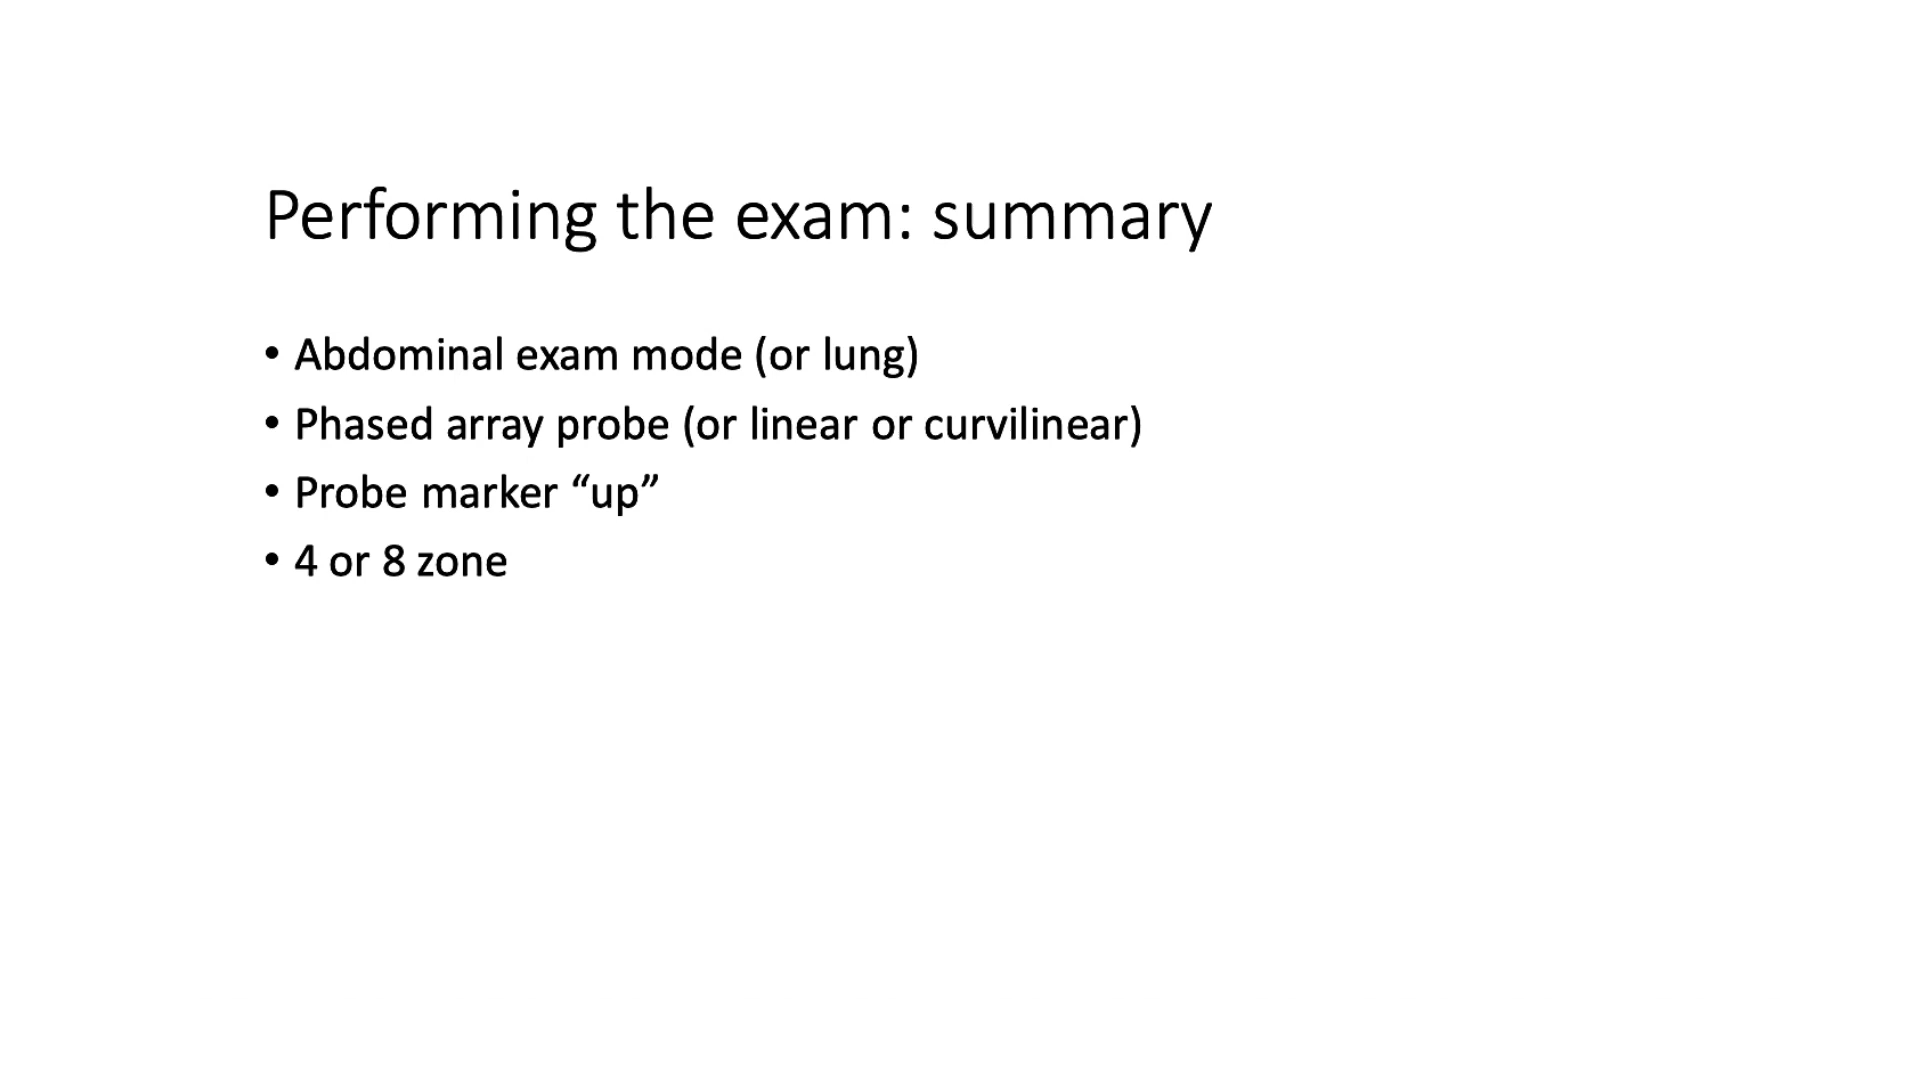 Performing the exam: summary
• Abdominal exam mode (or lung)
• Phased array probe (or linear or curvilinear)
• Probe marker “up”
• 4 or 8 zone